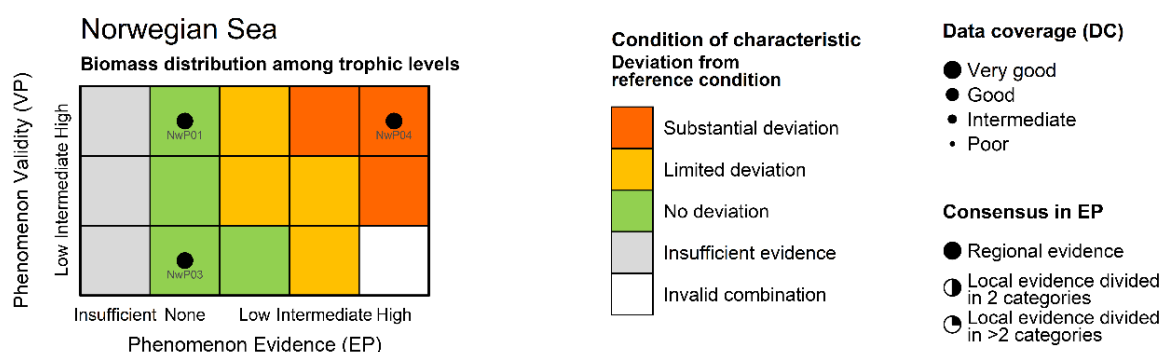 Norwegian Sea
Biomass distribution among trophic levels
Phenomenon Validity (VP)
Low Intermediate High
NwP01
NwP04
NwP03
Insufficient None Low Intermediate High
Phenomenon Evidence (EP)
Condition of characteristic
Deviation from
reference condition
Substantial deviation
Limited deviation
No deviation
Insufficient evidence
Invalid combination
Data coverage (DC)
Very good
Good
Intermediate
Poor
Consensus in EP
Regional evidence
Local evidence divided
in 2 categories
Local evidence divided
in >2 categories